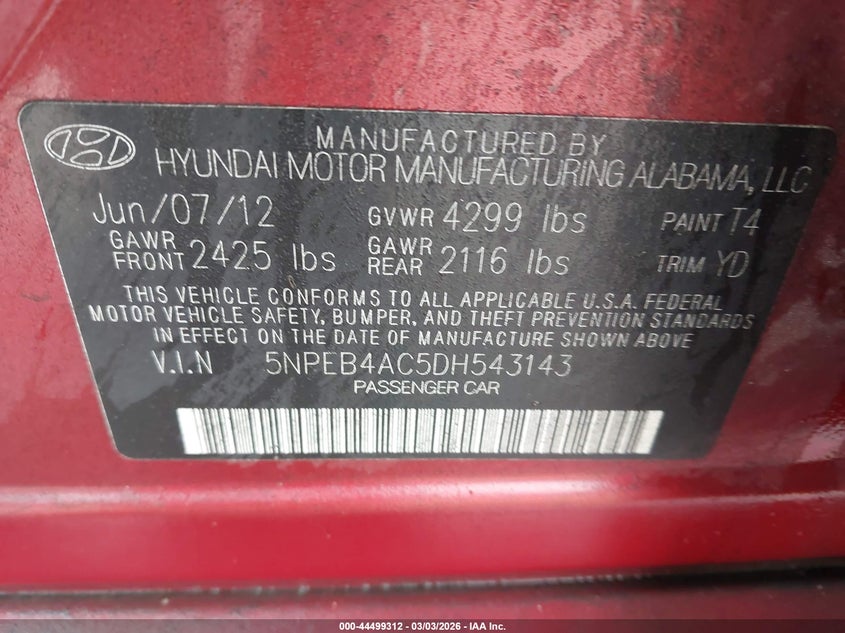 MANUFACTURED BY
HYUNDAI MOTOR MANUFACTURING ALABAMA, LLC
Jun/07/12 GVWR 4299 lbs PAINT T4
GAWR FRONT 2425 lbs GAWR REAR 2116 lbs TRIM YD
THIS VEHICLE CONFORMS TO ALL APPLICABLE U.S.A. FEDERAL
MOTOR VEHICLE SAFETY, BUMPER, AND THEFT PREVENTION STANDARDS
IN EFFECT ON THE DATE OF MANUFACTURE SHOWN ABOVE
V.I.N 5NPEB4AC5DH543143
PASSENGER CAR
000-44499312 - 03/03/2026 - IAA Inc.